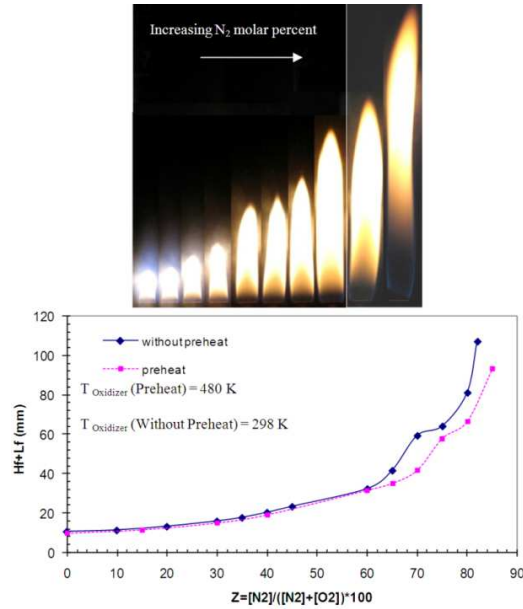 Increasing N₂ molar percent
120
100
80
60
40
20
0
Hf+Lf (mm)
without preheat
preheat
T Oxidizer (Preheat) = 480 K
T Oxidizer (Without Preheat) = 298 K
0 10 20 30 40 50 60 70 80 90
Z=[N2]/([N2]+[O2])*100